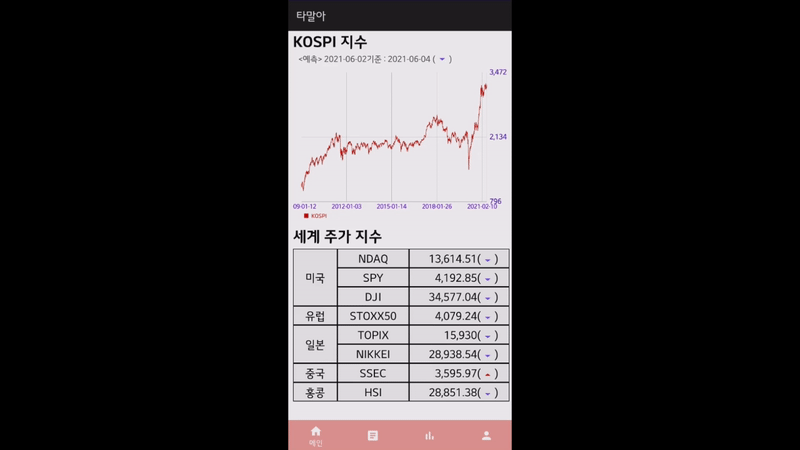 타말아
KOSPI 지수
<예측> 2021-06-02기준 : 2021-06-04 ( )
3,472
2,134
796
09-01-12 2012-01-03 2015-01-14 2018-01-26 2021-02-10
KOSPI
세계 주가 지수
미국 NDAQ 13,614.51( )
SPY 4,192.85( )
DJI 34,577.04( )
유럽 STOXX50 4,079.24( )
일본 TOPIX 15,930( )
NIKKEI 28,938.54( )
중국 SSEC 3,595.97( )
홍콩 HSI 28,851.38( )
메인